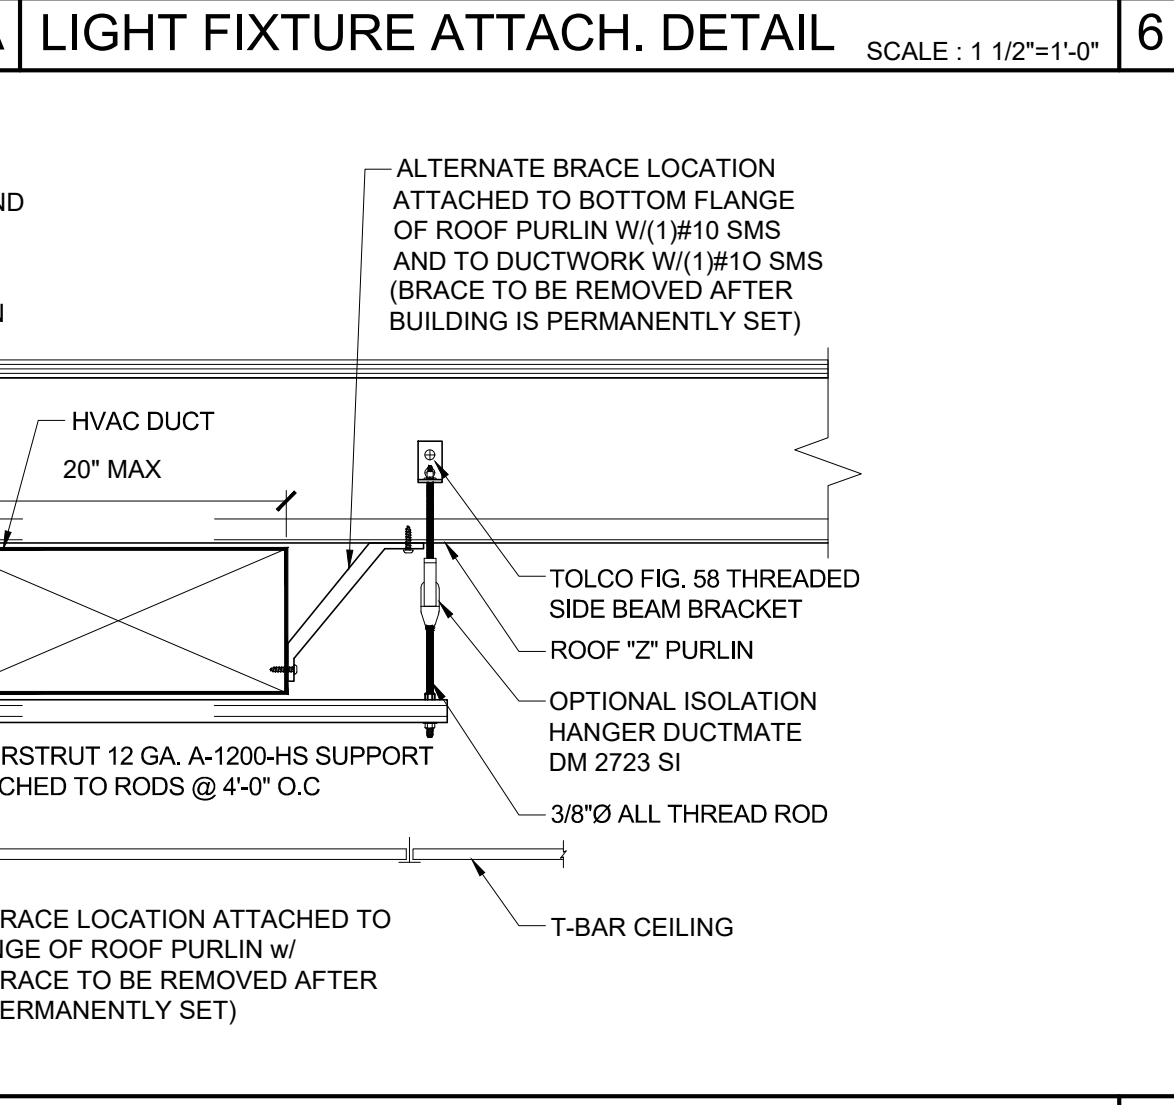 LIGHT FIXTURE ATTACH. DETAIL
SCALE : 1 1/2"=1'-0"
6
ALTERNATE BRACE LOCATION
ATTACHED TO BOTTOM FLANGE
OF ROOF PURLIN W/(1)#10 SMS
AND TO DUCTWORK W/(1)#1O SMS
(BRACE TO BE REMOVED AFTER
BUILDING IS PERMANENTLY SET)
ND
HVAC DUCT
20" MAX
TOLCO FIG. 58 THREADED
SIDE BEAM BRACKET
ROOF "Z" PURLIN
OPTIONAL ISOLATION
HANGER DUCTMATE
DM 2723 SI
3/8"Ø ALL THREAD ROD
T-BAR CEILING
RSTRUT 12 GA. A-1200-HS SUPPORT
CHED TO RODS @ 4'-0" O.C
RACE LOCATION ATTACHED TO
NGE OF ROOF PURLIN w/
RACE TO BE REMOVED AFTER
ERMANENTLY SET)